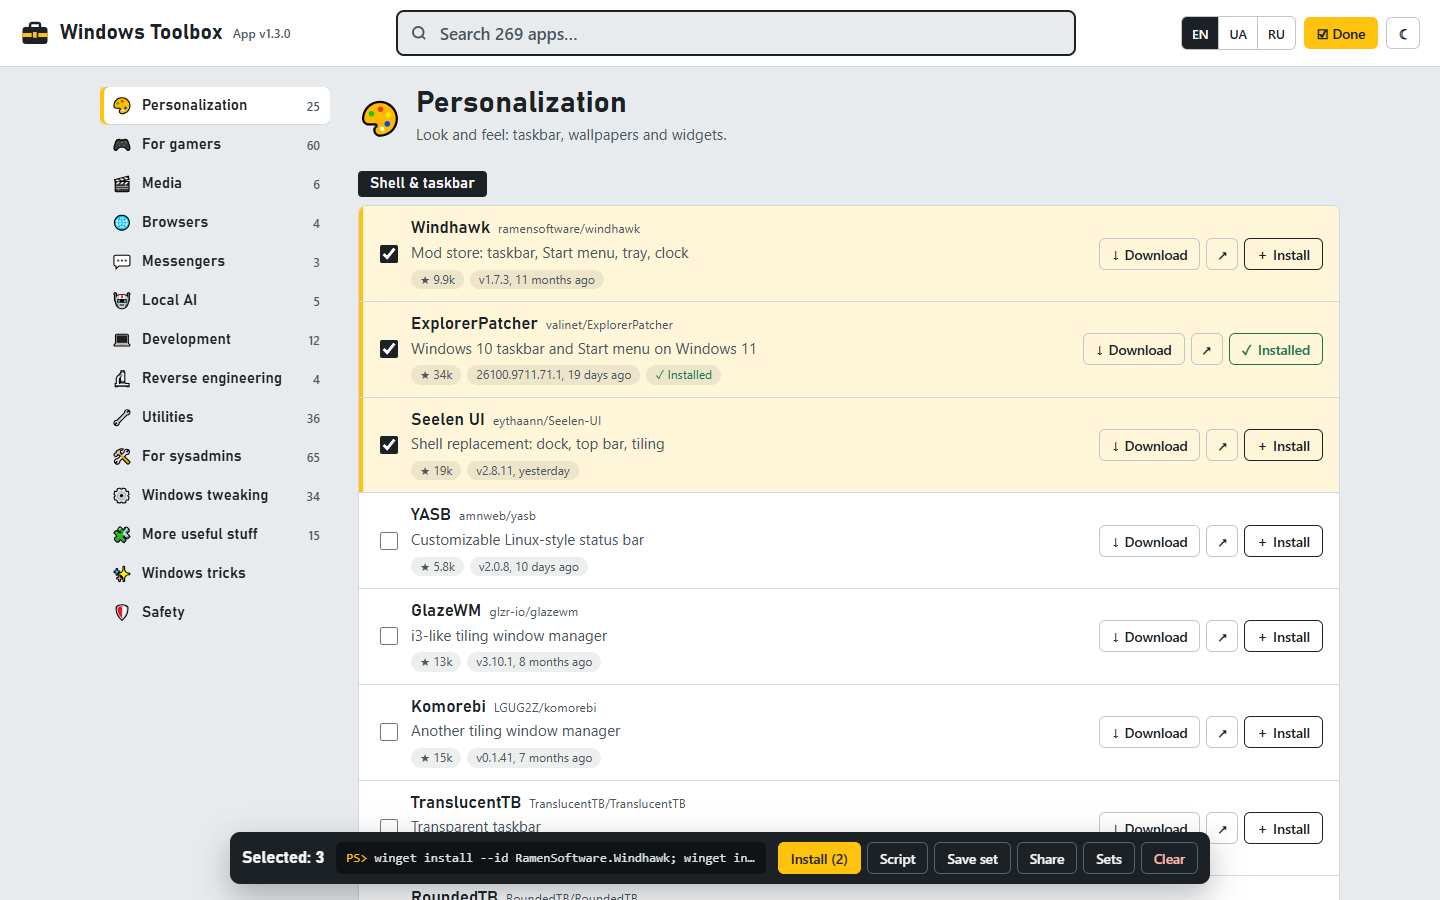 Windows Toolbox App v1.3.0
Search 269 apps...
EN UA RU
Done
Personalization 25
For gamers 60
Media 6
Browsers 4
Messengers 3
Local AI 5
Development 12
Reverse engineering 4
Utilities 36
For sysadmins 65
Windows tweaking 34
More useful stuff 15
Windows tricks
Safety
Personalization
Look and feel: taskbar, wallpapers and widgets.
Shell & taskbar
Windhawk ramensoftware/windhawk
Mod store: taskbar, Start menu, tray, clock
★ 9.9k v1.7.3, 11 months ago
↓ Download ↗ + Install
ExplorerPatcher valinet/ExplorerPatcher
Windows 10 taskbar and Start menu on Windows 11
★ 34k 26100.9711.71.1, 19 days ago ✓ Installed
↓ Download ↗ ✓ Installed
Seelen UI eythaann/Seelen-UI
Shell replacement: dock, top bar, tiling
★ 19k v2.8.11, yesterday
↓ Download ↗ + Install
YASB amnweb/yasb
Customizable Linux-style status bar
★ 5.8k v2.0.8, 10 days ago
↓ Download ↗ + Install
GlazeWM glzr-io/glazewm
i3-like tiling window manager
★ 13k v3.10.1, 8 months ago
↓ Download ↗ + Install
Komorebi LGUG2Z/komorebi
Another tiling window manager
★ 15k v0.1.41, 7 months ago
↓ Download ↗ + Install
TranslucentTB TranslucentTB/TranslucentTB
Transparent taskbar
↓ Download ↗ + Install
Selected: 3
PS> winget install --id RamenSoftware.Windhawk; winget in…
Install (2) Script Save set Share Sets Clear
RoundedTB RoundedTB/RoundedTB